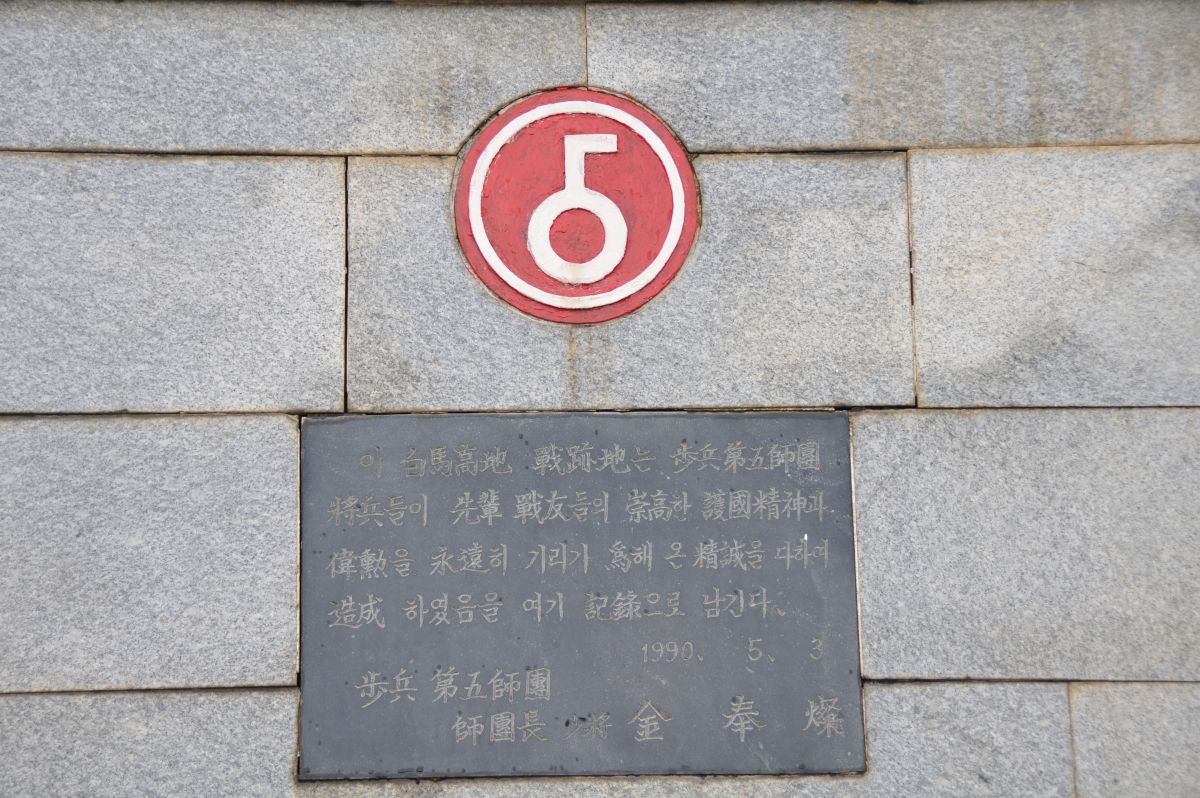 이 白馬高地 戰跡地는 步兵第五師團
將兵들이 先輩 戰友들의 崇高한 護國精神과
偉勲을 永遠히 기리기 爲해 온 精誠을 다하여
造成 하였음을 여기 記錄으로 남긴다.
1990. 5. 3
步兵 第五師團
師團長 少將 金 奉 燦